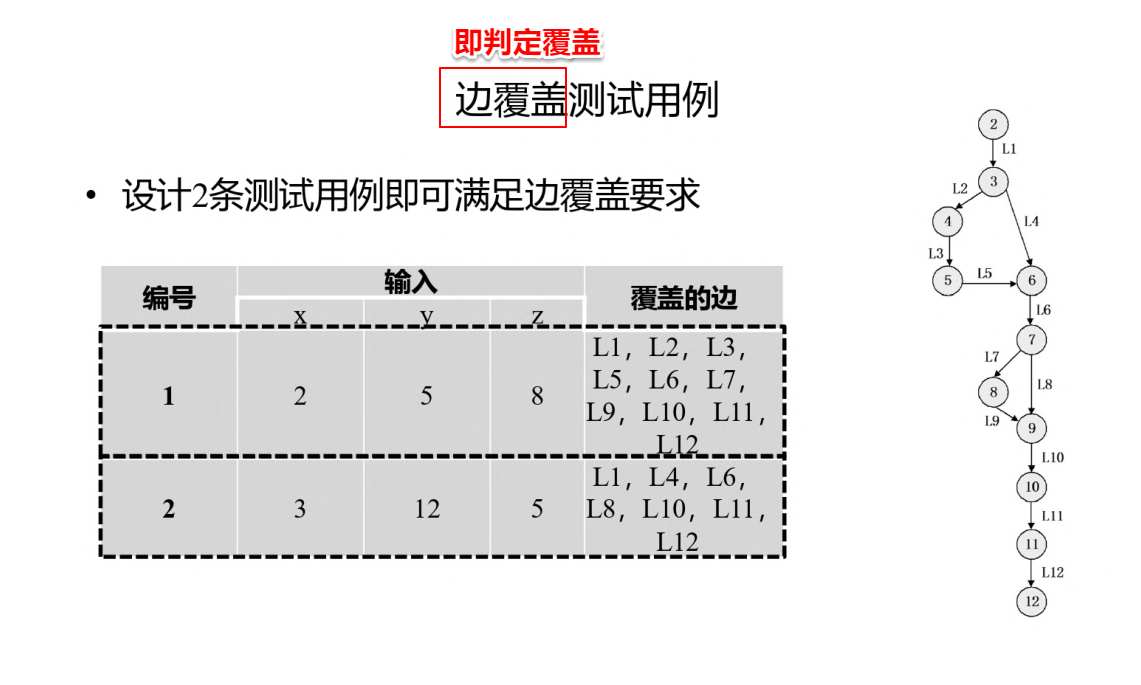 即判定覆盖
边覆盖测试用例
• 设计2条测试用例即可满足边覆盖要求
编号 输入 覆盖的边
x y z
1 2 5 8
L1, L2, L3,
L5, L6, L7,
L9, L10, L11,
L12
2 3 12 5
L1, L4, L6,
L8, L10, L11,
L12
2
L1
3
L2
L4
4
L3
5
L5
6
L6
7
L7
L8
8
L9
9
L10
10
L11
11
L12
12